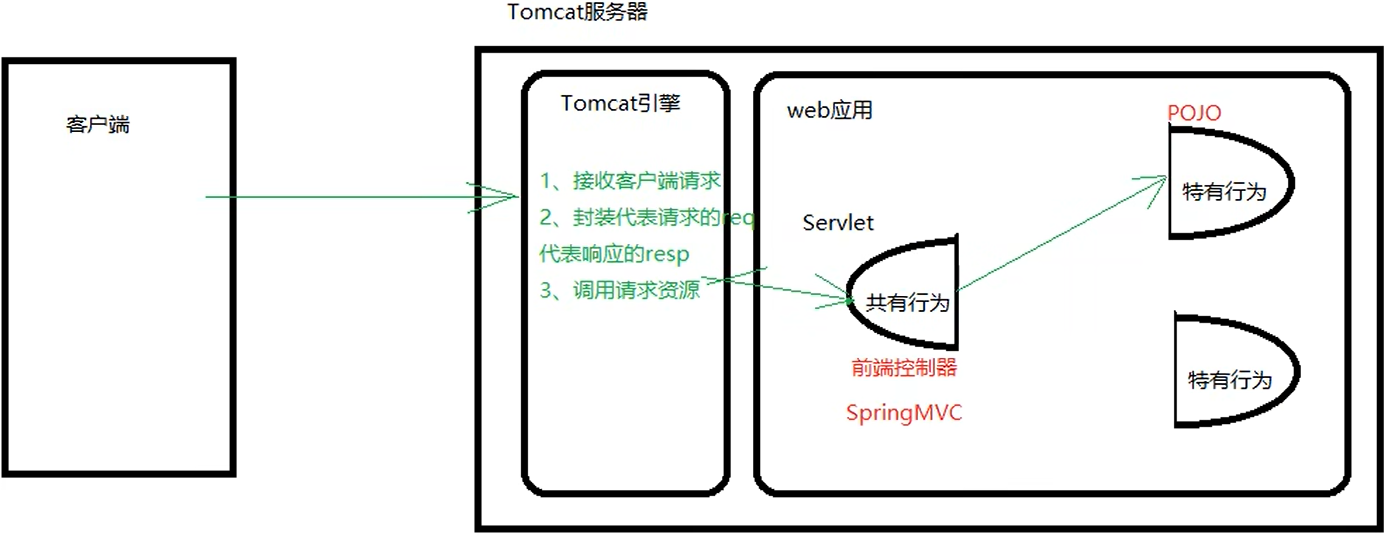 Tomcat服务器
客户端
Tomcat引擎
1、接收客户端请求
2、封装代表请求的req
代表响应的resp
3、调用请求资源
web应用
Servlet
共有行为
前端控制器
SpringMVC
POJO
特有行为
特有行为